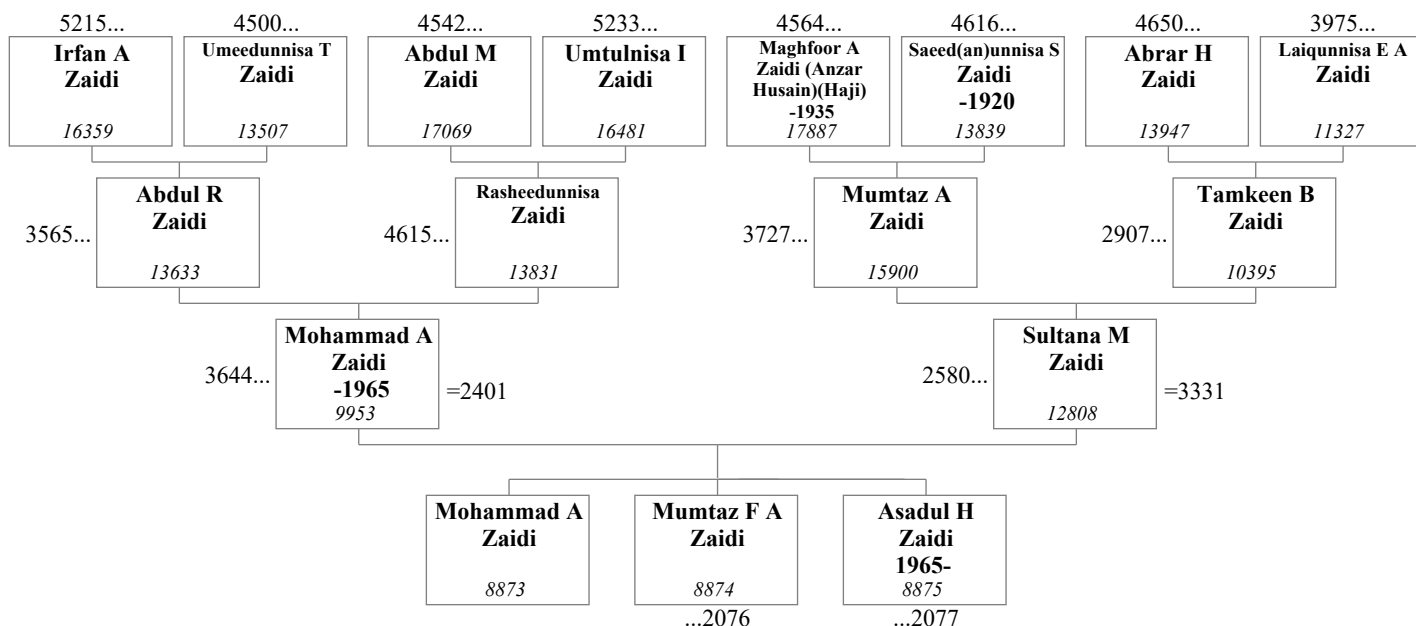 5215...
4500...
4542...
5233...
4564...
4616...
4650...
3975...
Irfan A
Zaidi
16359
Umeedunnisa T
Zaidi
13507
Abdul M
Zaidi
17069
Umtulnisa I
Zaidi
16481
Maghfoor A
Zaidi (Anzar
Husain)(Haji)
-1935
17887
Saeed(an)unnisa S
Zaidi
-1920
13839
Abrar H
Zaidi
13947
Laiqunnisa E A
Zaidi
11327
3565...
Abdul R
Zaidi
13633
4615...
Rasheedunnisa
Zaidi
13831
3727...
Mumtaz A
Zaidi
15900
2907...
Tamkeen B
Zaidi
10395
3644...
Mohammad A
Zaidi
-1965
9953
=2401
2580...
Sultana M
Zaidi
12808
=3331
Mohammad A
Zaidi
8873
Mumtaz F A
Zaidi
8874
...2076
Asadul H
Zaidi
1965-
8875
...2077